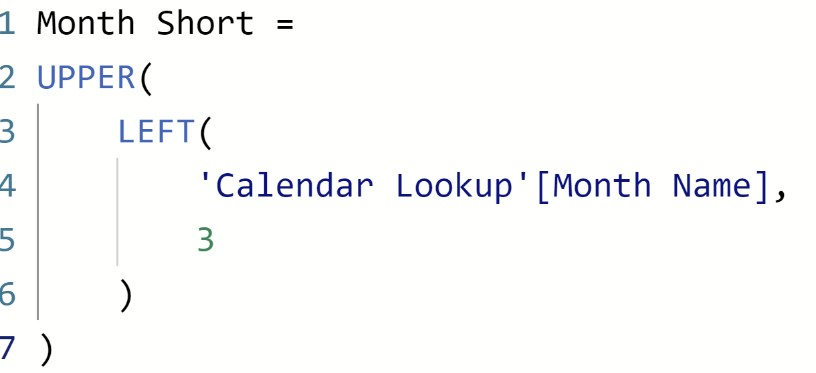 1 Month Short =
2 UPPER(
3 LEFT(
4 'Calendar Lookup'[Month Name],
5 3
6 )
7 )